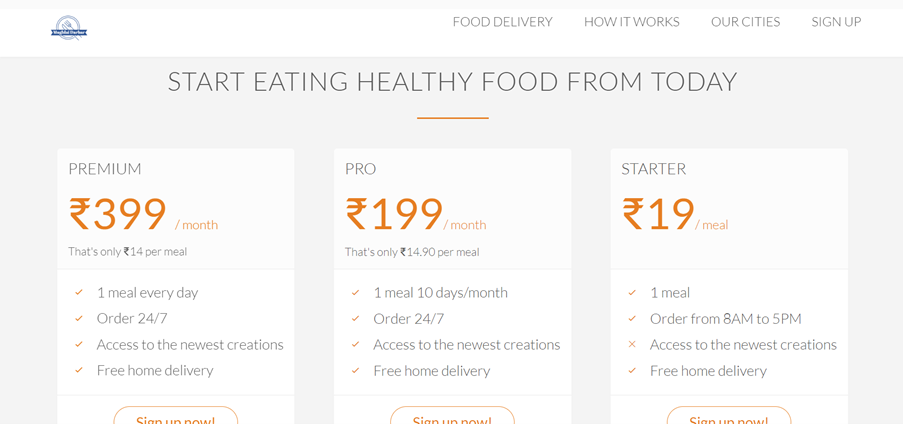 FOOD DELIVERY HOW IT WORKS OUR CITIES SIGN UP
START EATING HEALTHY FOOD FROM TODAY
PREMIUM
₹399 / month
That's only ₹14 per meal
1 meal every day
Order 24/7
Access to the newest creations
Free home delivery
Sign up now!
PRO
₹199 / month
That's only ₹14.90 per meal
1 meal 10 days/month
Order 24/7
Access to the newest creations
Free home delivery
Sign up now!
STARTER
₹19 / meal
1 meal
Order from 8AM to 5PM
Access to the newest creations
Free home delivery
Sign up now!